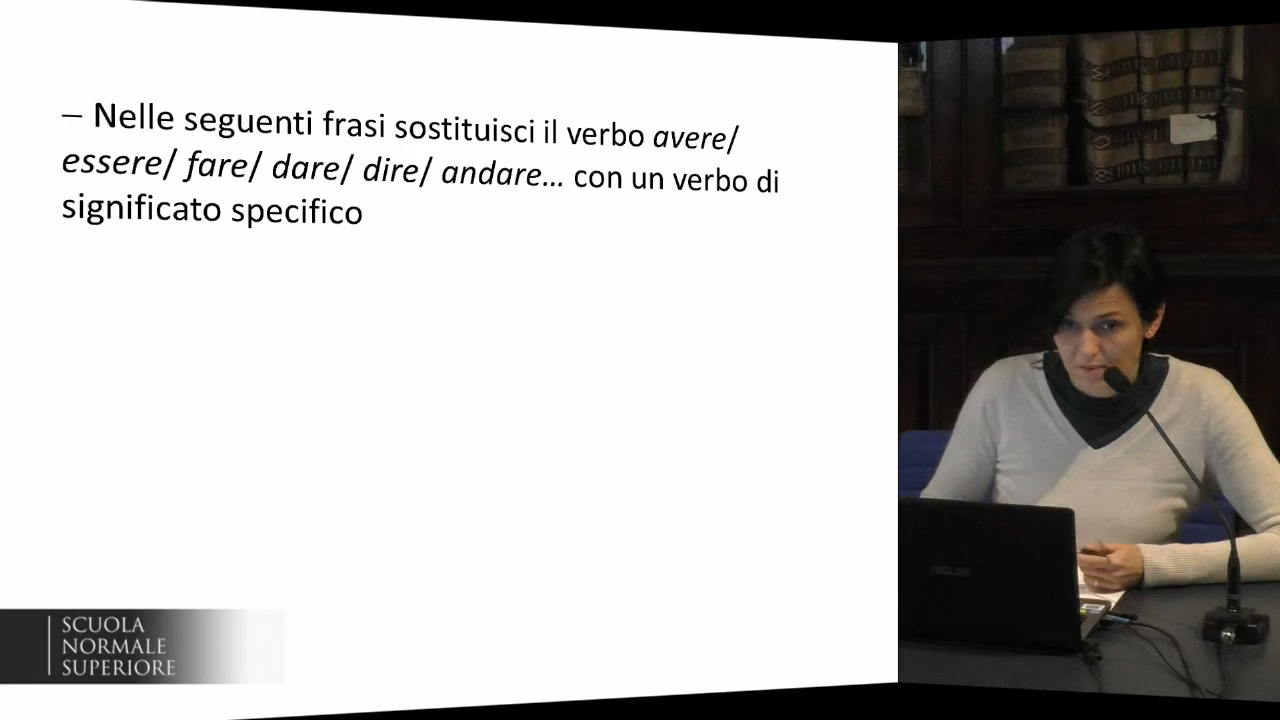 – Nelle seguenti frasi sostituisci il verbo avere/
essere/ fare/ dare/ dire/ andare... con un verbo di
significato specifico
SCUOLA
NORMALE
SUPERIORE
ASUS